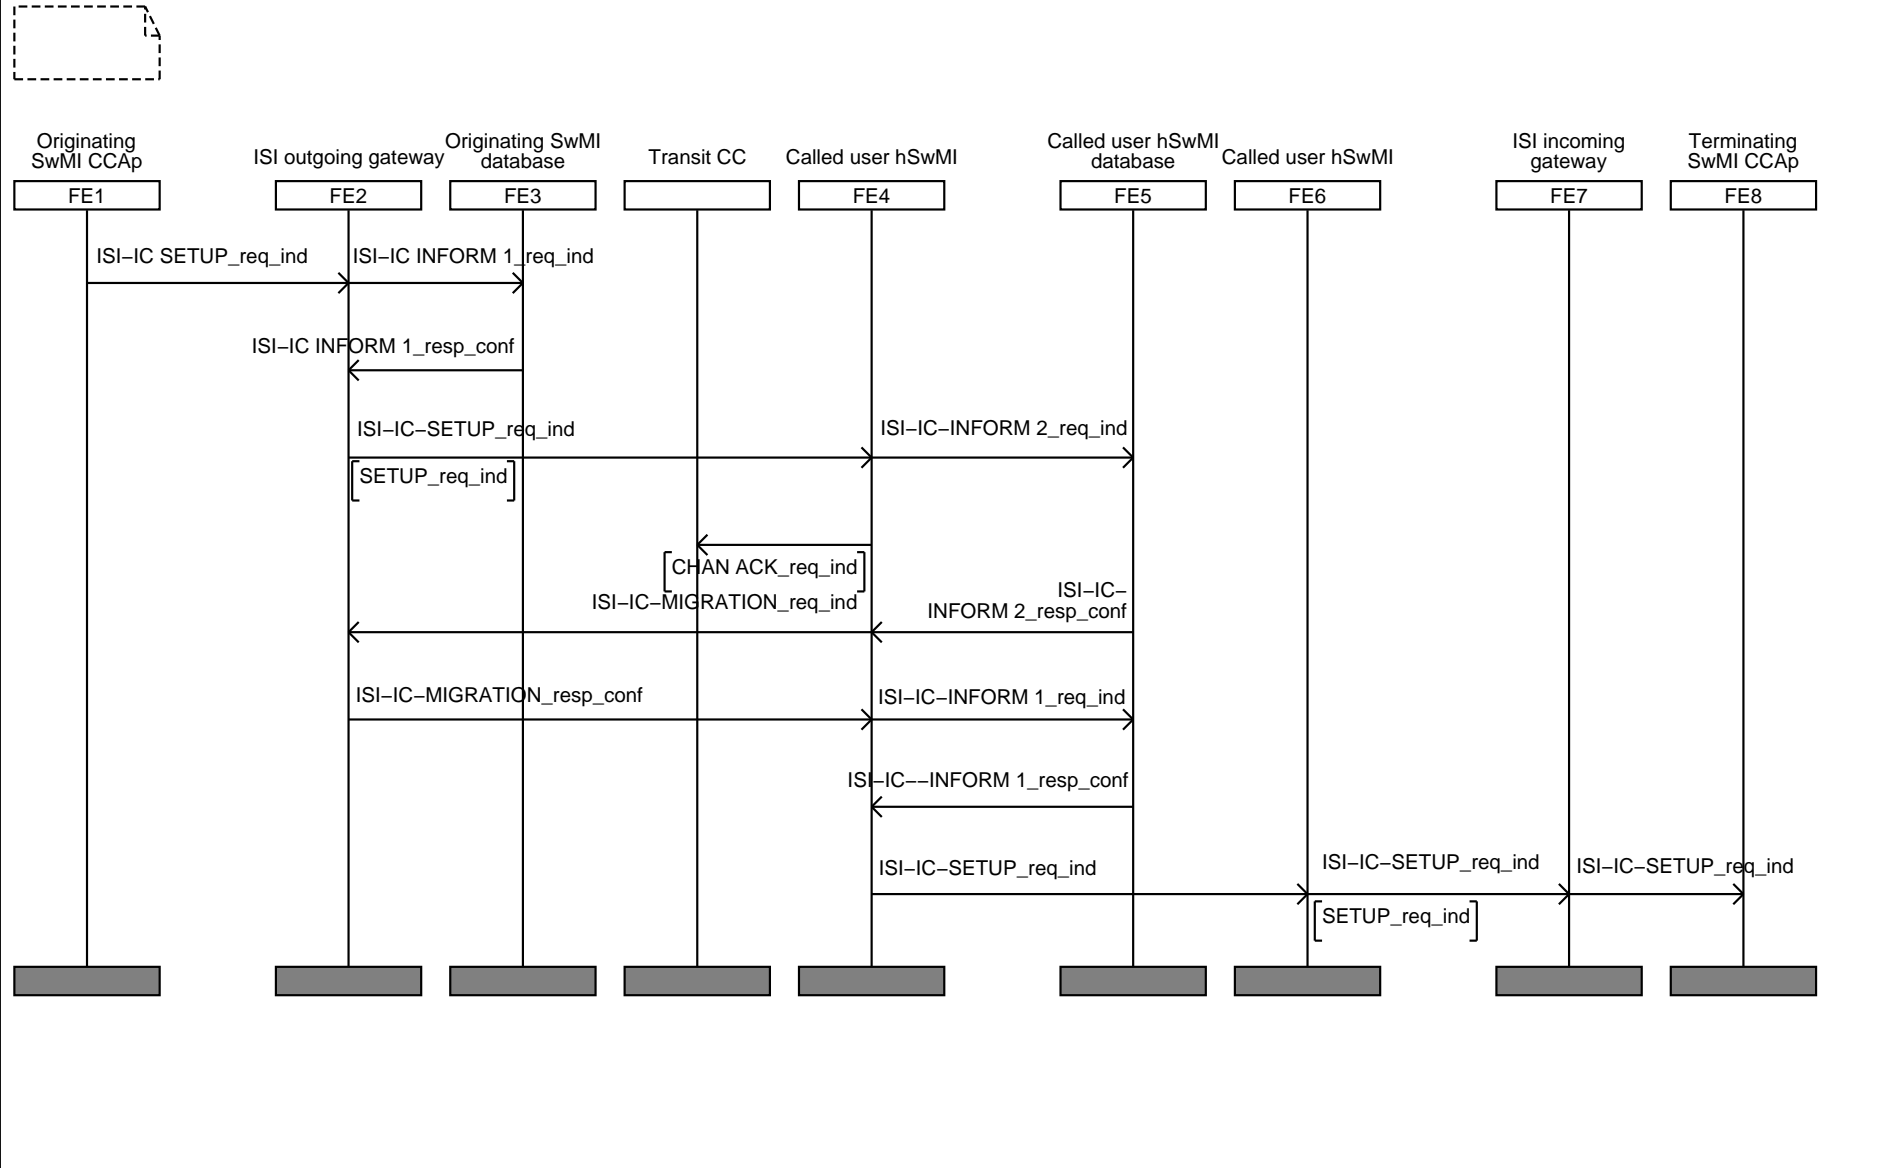 Originating
SwMI CCAp
ISI outgoing gateway
Originating SwMI
database
Transit CC
Called user hSwMI
Called user hSwMI
database
Called user hSwMI
ISI incoming
gateway
Terminating
SwMI CCAp
FE1
FE2
FE3
FE4
FE5
FE6
FE7
FE8
ISI–IC SETUP_req_ind
ISI–IC INFORM 1_req_ind
ISI–IC INFORM 1_resp_conf
ISI–IC–SETUP_req_ind
ISI–IC–INFORM 2_req_ind
SETUP_req_ind
CHAN ACK_req_ind
ISI–IC–MIGRATION_req_ind
ISI–IC–
INFORM 2_resp_conf
ISI–IC–MIGRATION_resp_conf
ISI–IC–INFORM 1_req_ind
ISI–IC––INFORM 1_resp_conf
ISI–IC–SETUP_req_ind
ISI–IC–SETUP_req_ind
ISI–IC–SETUP_req_ind
SETUP_req_ind